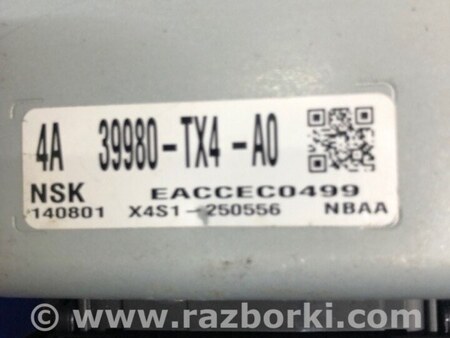 4A 39980-TX4-A0
NSK EACCEC0499
140801 X4S1-250556 NBAA
© www.razborki.com